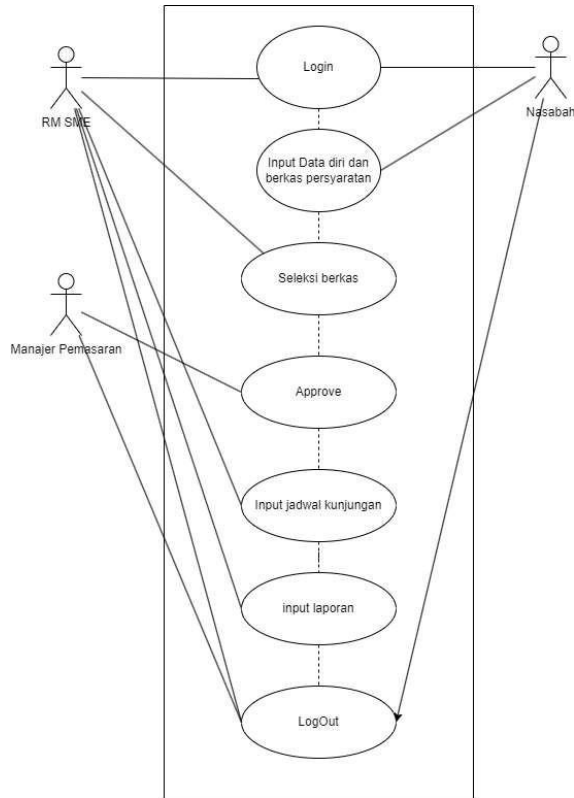 Login
RM SME
Nasabah
Input Data diri dan
berkas persyaratan
Seleksi berkas
Manajer Pemasaran
Approve
Input jadwal kunjungan
input laporan
LogOut